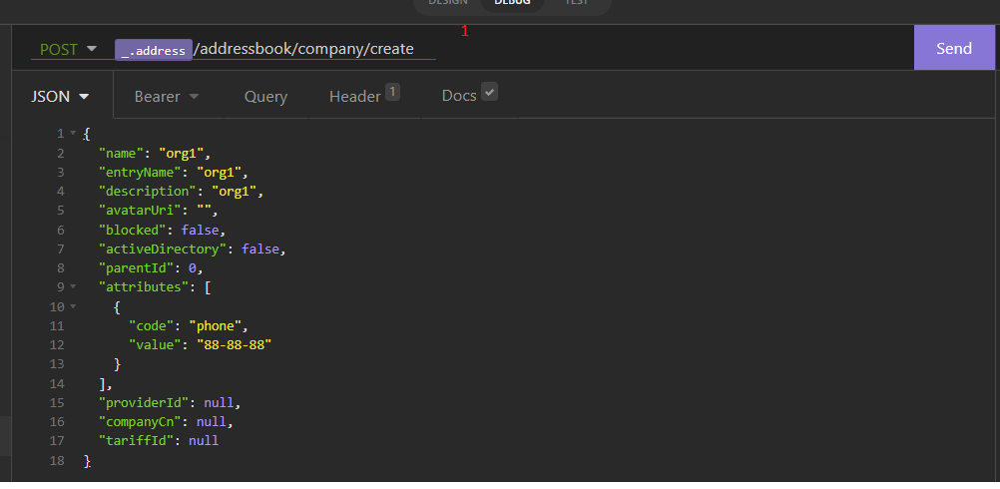 DESIGN DEBUG TEST
1
POST _.address/addressbook/company/create Send
JSON Bearer Query Header 1 Docs
1 {
2 "name": "org1",
3 "entryName": "org1",
4 "description": "org1",
5 "avatarUri": "",
6 "blocked": false,
7 "activeDirectory": false,
8 "parentId": 0,
9 "attributes": [
10 {
11 "code": "phone",
12 "value": "88-88-88"
13 }
14 ],
15 "providerId": null,
16 "companyCn": null,
17 "tariffId": null
18 }